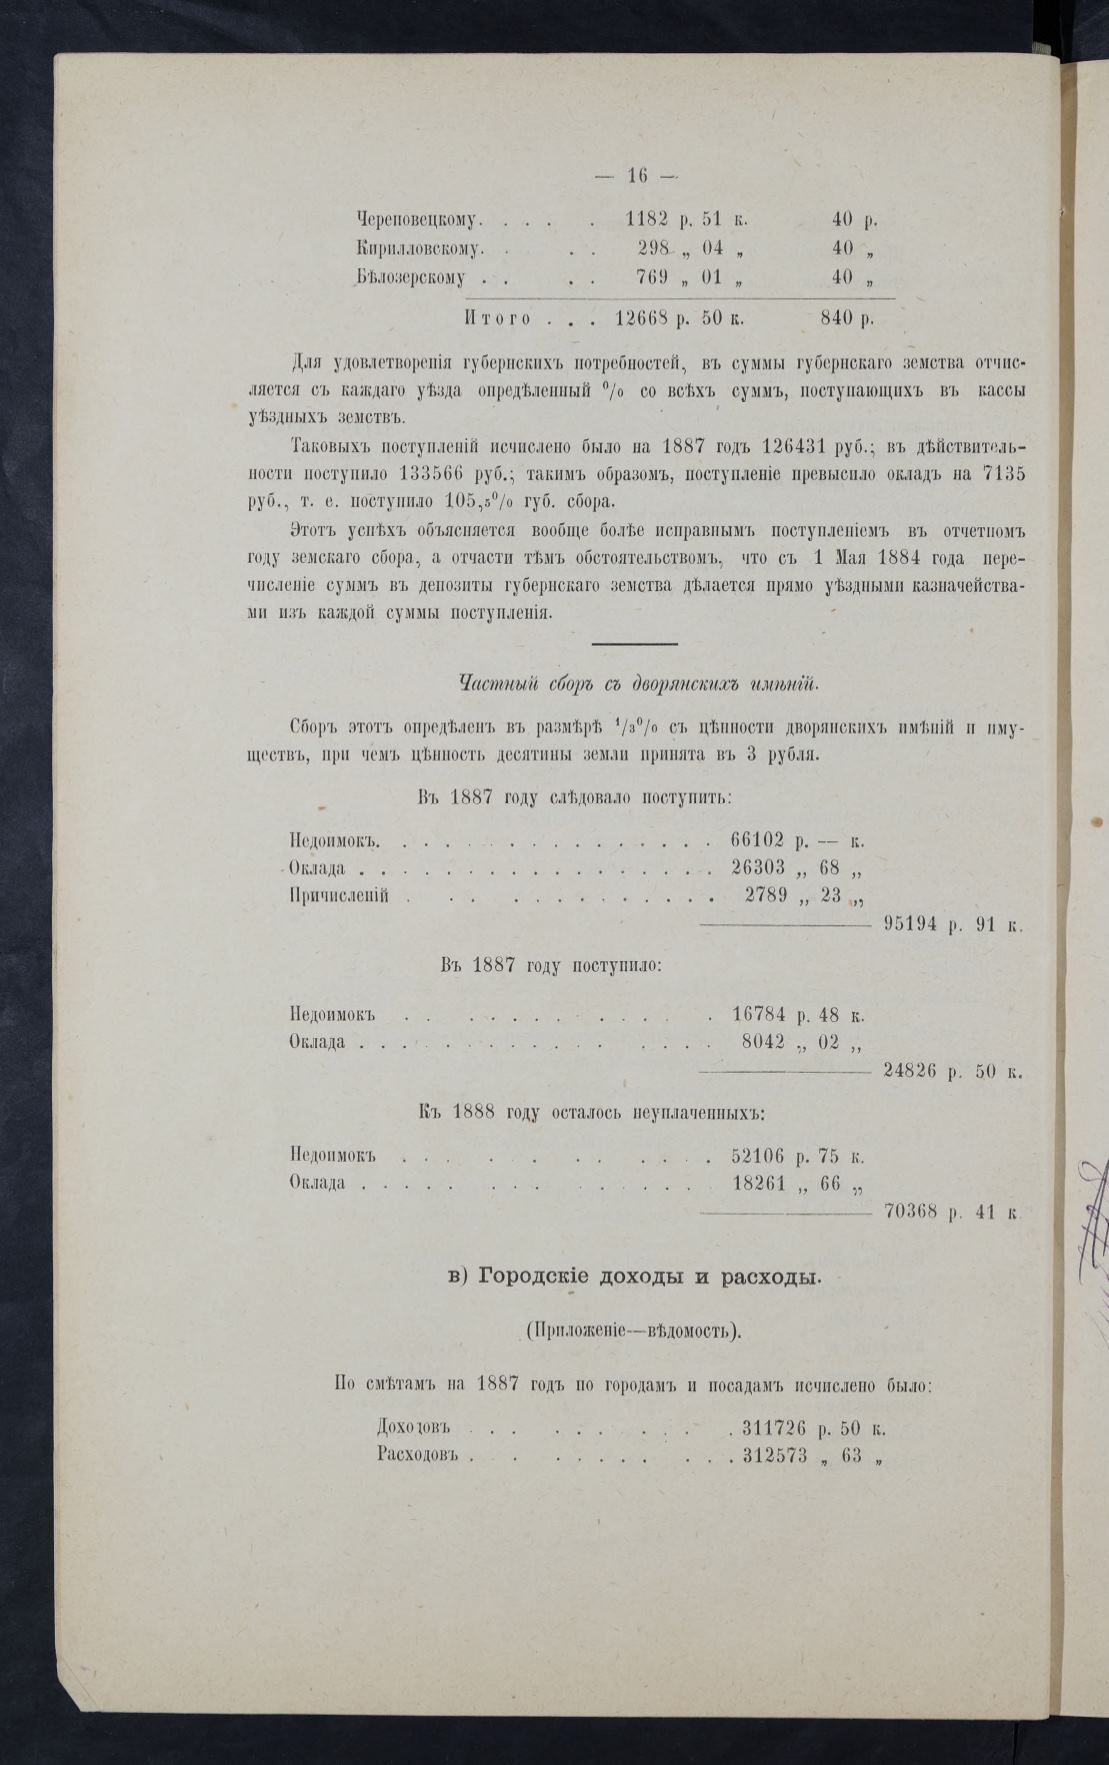 — 16 —
Череповецкому. . . . . 1182 р. 51 к. 40 р.
Кирилловскому. . . . 298 „ 04 „ 40 „
Бѣлозерскому . . . . 769 „ 01 „ 40 „
Итого . . . 12668 р. 50 к. 840 р.
Для удовлетворенія губернскихъ потребностей, въ суммы губернскаго земства отчис-
ляется съ каждаго уѣзда опредѣленный % со всѣхъ суммъ, поступающихъ въ кассы
уѣздныхъ земствъ.
Таковыхъ поступленій исчислено было на 1887 годъ 126431 руб.; въ дѣйствитель-
ности поступило 133566 руб.; такимъ образомъ, поступленіе превысило окладъ на 7135
руб., т. е. поступило 105,5% губ. сбора.
Этотъ успѣхъ объясняется вообще болѣе исправнымъ поступленіемъ въ отчетномъ
году земскаго сбора, а отчасти тѣмъ обстоятельствомъ, что съ 1 Мая 1884 года пере-
численіе суммъ въ депозиты губернскаго земства дѣлается прямо уѣздными казначейства-
ми изъ каждой суммы поступленія.
Частный сборъ съ дворянскихъ имѣній.
Сборъ этотъ опредѣленъ въ размѣрѣ ¹/₃% съ цѣнности дворянскихъ имѣній и иму-
ществъ, при чемъ цѣнность десятины земли принята въ 3 рубля.
Въ 1887 году слѣдовало поступить:
Недоимокъ. . . . . . . . . . . . . . . 66102 р. — к.
Оклада . . . . . . . . . . . . . . . . . 26303 „ 68 „
Причисленій . . . . . . . . . . . . . 2789 „ 23 „
95194 р. 91 к.
Въ 1887 году поступило:
Недоимокъ . . . . . . . . . . . 16784 р. 48 к.
Оклада . . . . . . . . . . . . . . . . 8042 „ 02 „
24826 р. 50 к.
Къ 1888 году осталось неуплаченныхъ:
Недоимокъ . . . . . . . . . . . 52106 р. 75 к.
Оклада . . . . . . . . . . . . . . 18261 „ 66 „
70368 р. 41 к
в) Городскіе доходы и расходы.
(Приложеніе—вѣдомость).
По смѣтамъ на 1887 годъ по городамъ и посадамъ исчислено было:
Доходовъ . . . . . . . . . . . 311726 р. 50 к.
Расходовъ . . . . . . . . . . . 312573 „ 63 „